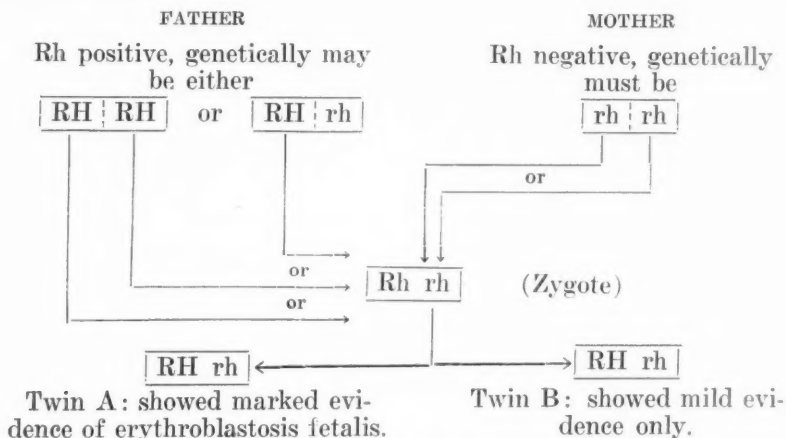 FATHER
Rh positive, genetically may
be either
RH RH or RH rh
MOTHER
Rh negative, genetically
must be
rh rh
or
or
or
Rh rh (Zygote)
RH rh
Twin A: showed marked evi-
dence of erythroblastosis fetalis.
RH rh
Twin B: showed mild evi-
dence only.